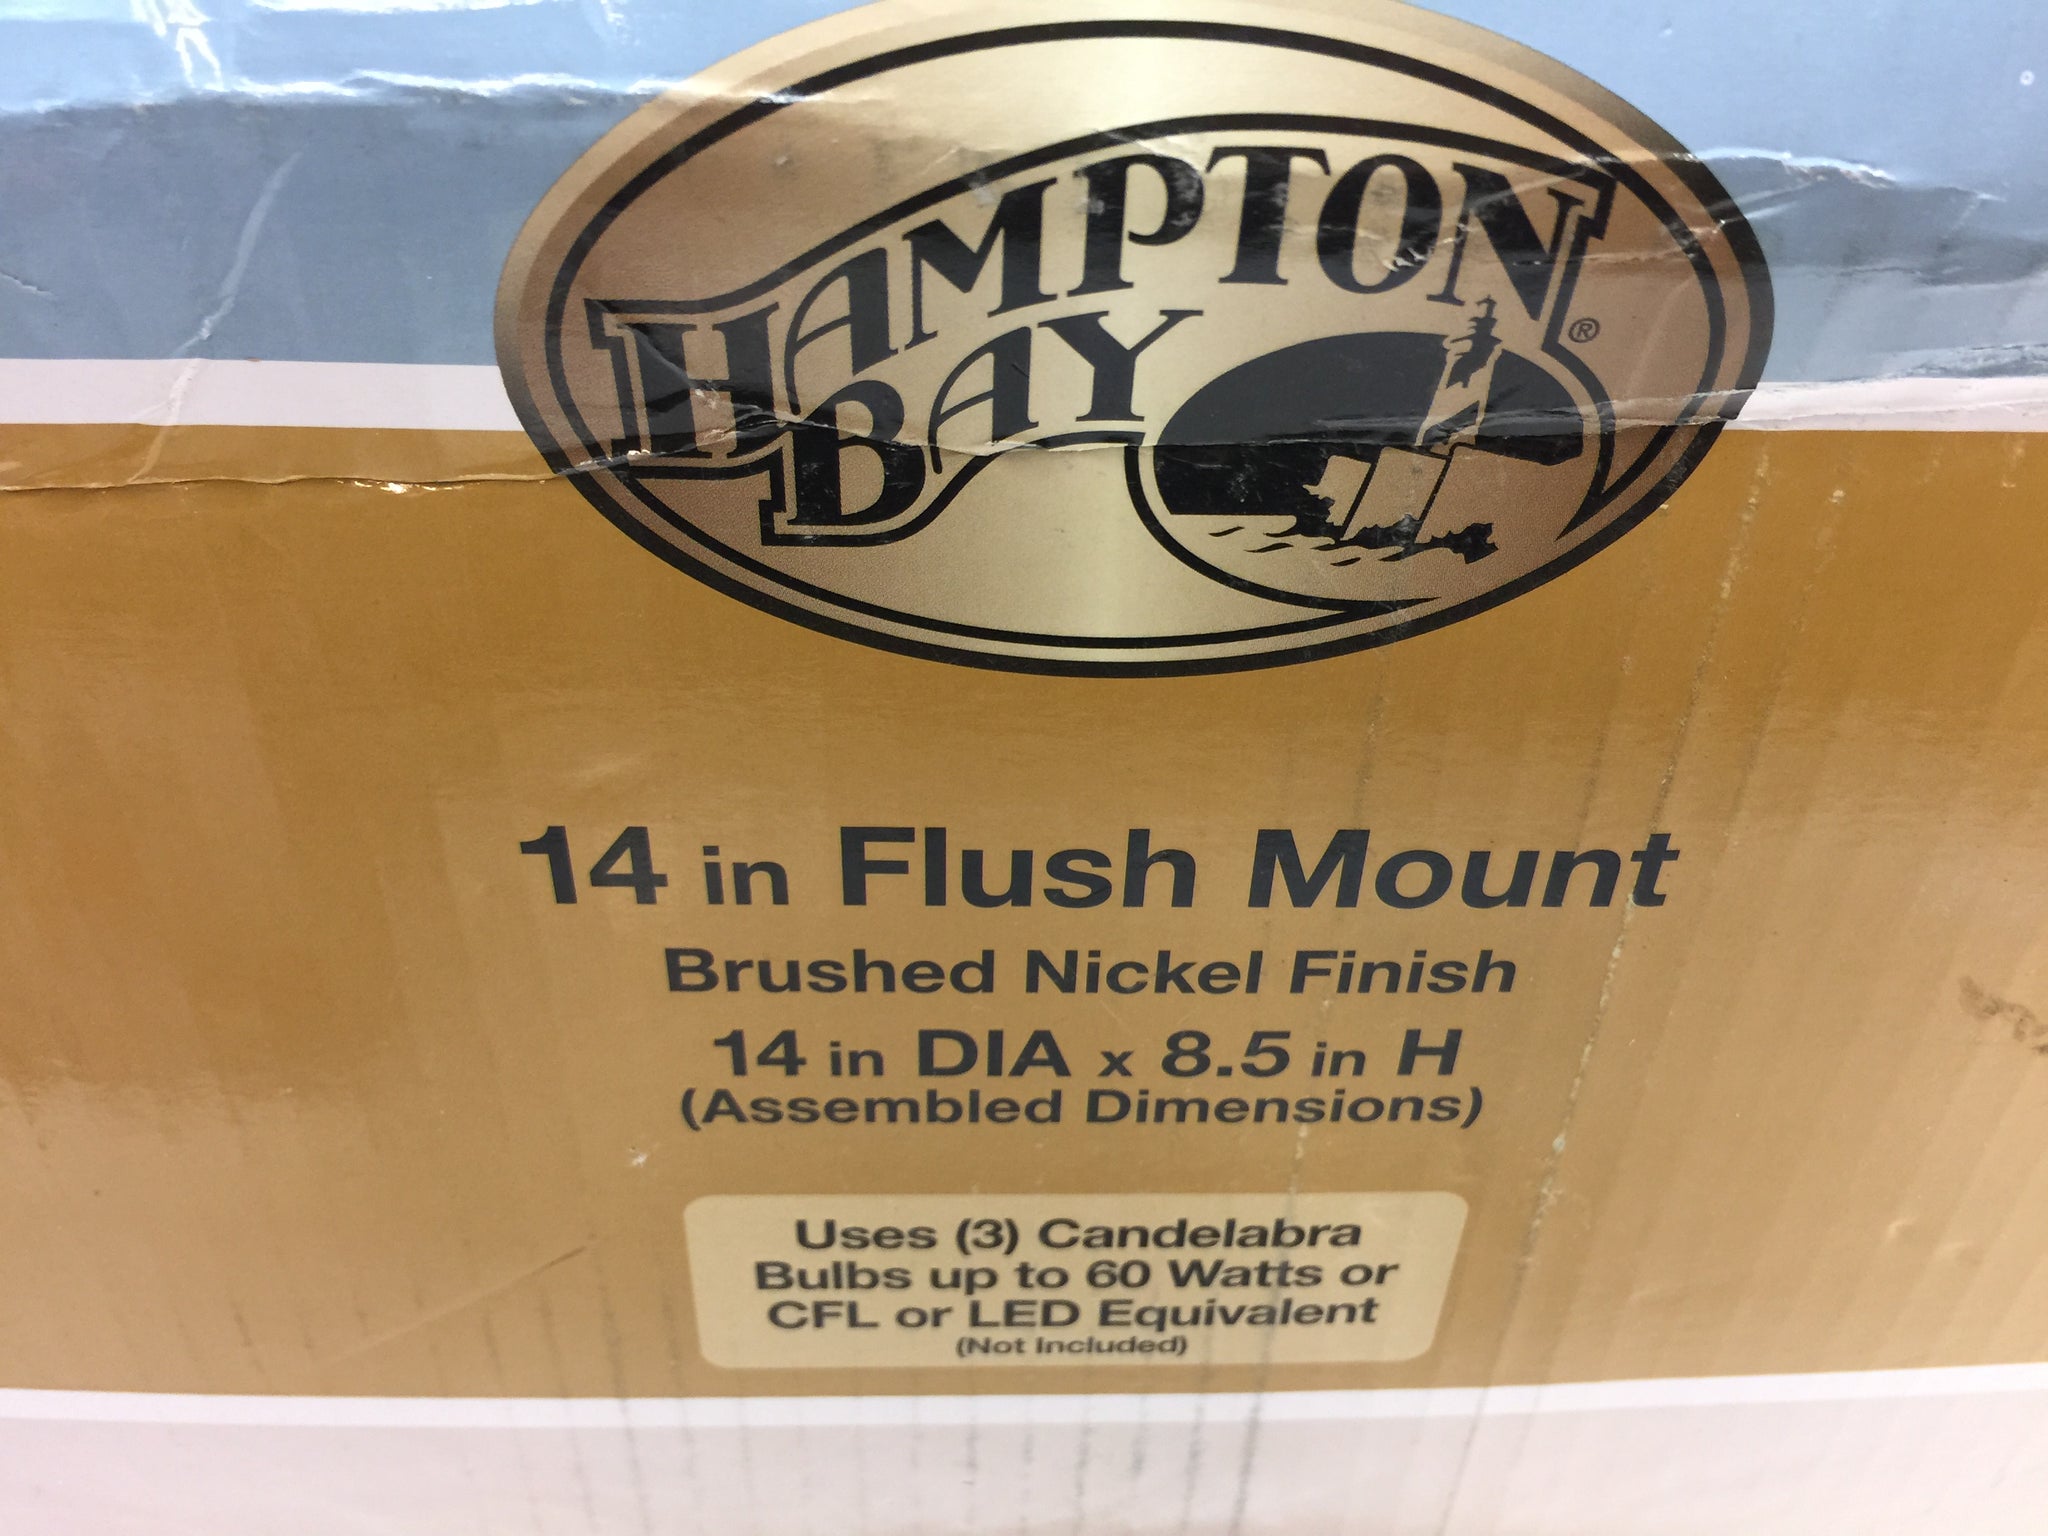 HAMPTON
BAY®
14 in Flush Mount
Brushed Nickel Finish
14 in DIA x 8.5 in H
(Assembled Dimensions)
Uses (3) Candelabra
Bulbs up to 60 Watts or
CFL or LED Equivalent
(Not Included)